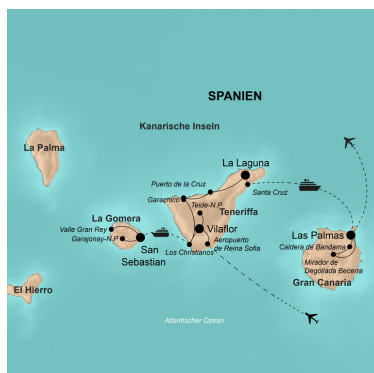 SPANIEN
Kanarische Inseln
La Palma
La Laguna
Puerto de la Cruz
Santa Cruz
Garachico
Teide-N.P.
Teneriffa
La Gomera
Valle Gran Rey
Garajonay-N.P.
San
Sebastian
Vilaflor
Aeropuerto
de Reina Sofia
Los Christianos
Las Palmas
Caldera de Bandama
Mirador de
Degollada Becerra
Gran Canaria
El Hierro
Atlantischer Ozean